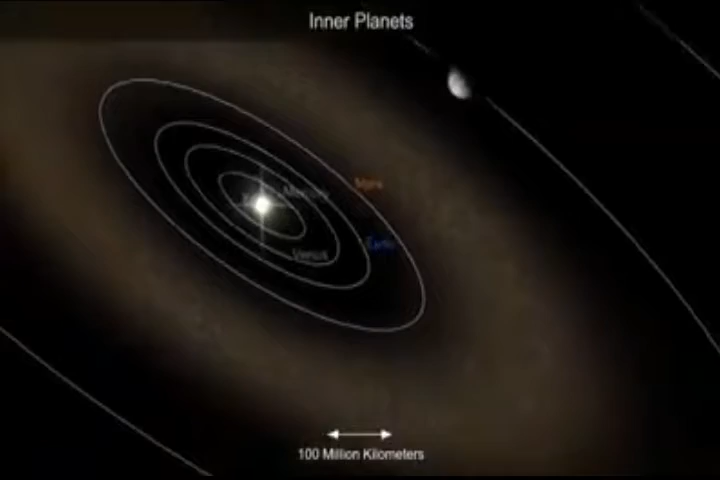 Inner Planets
Mercury
Mars
Earth
Venus
100 Million Kilometers